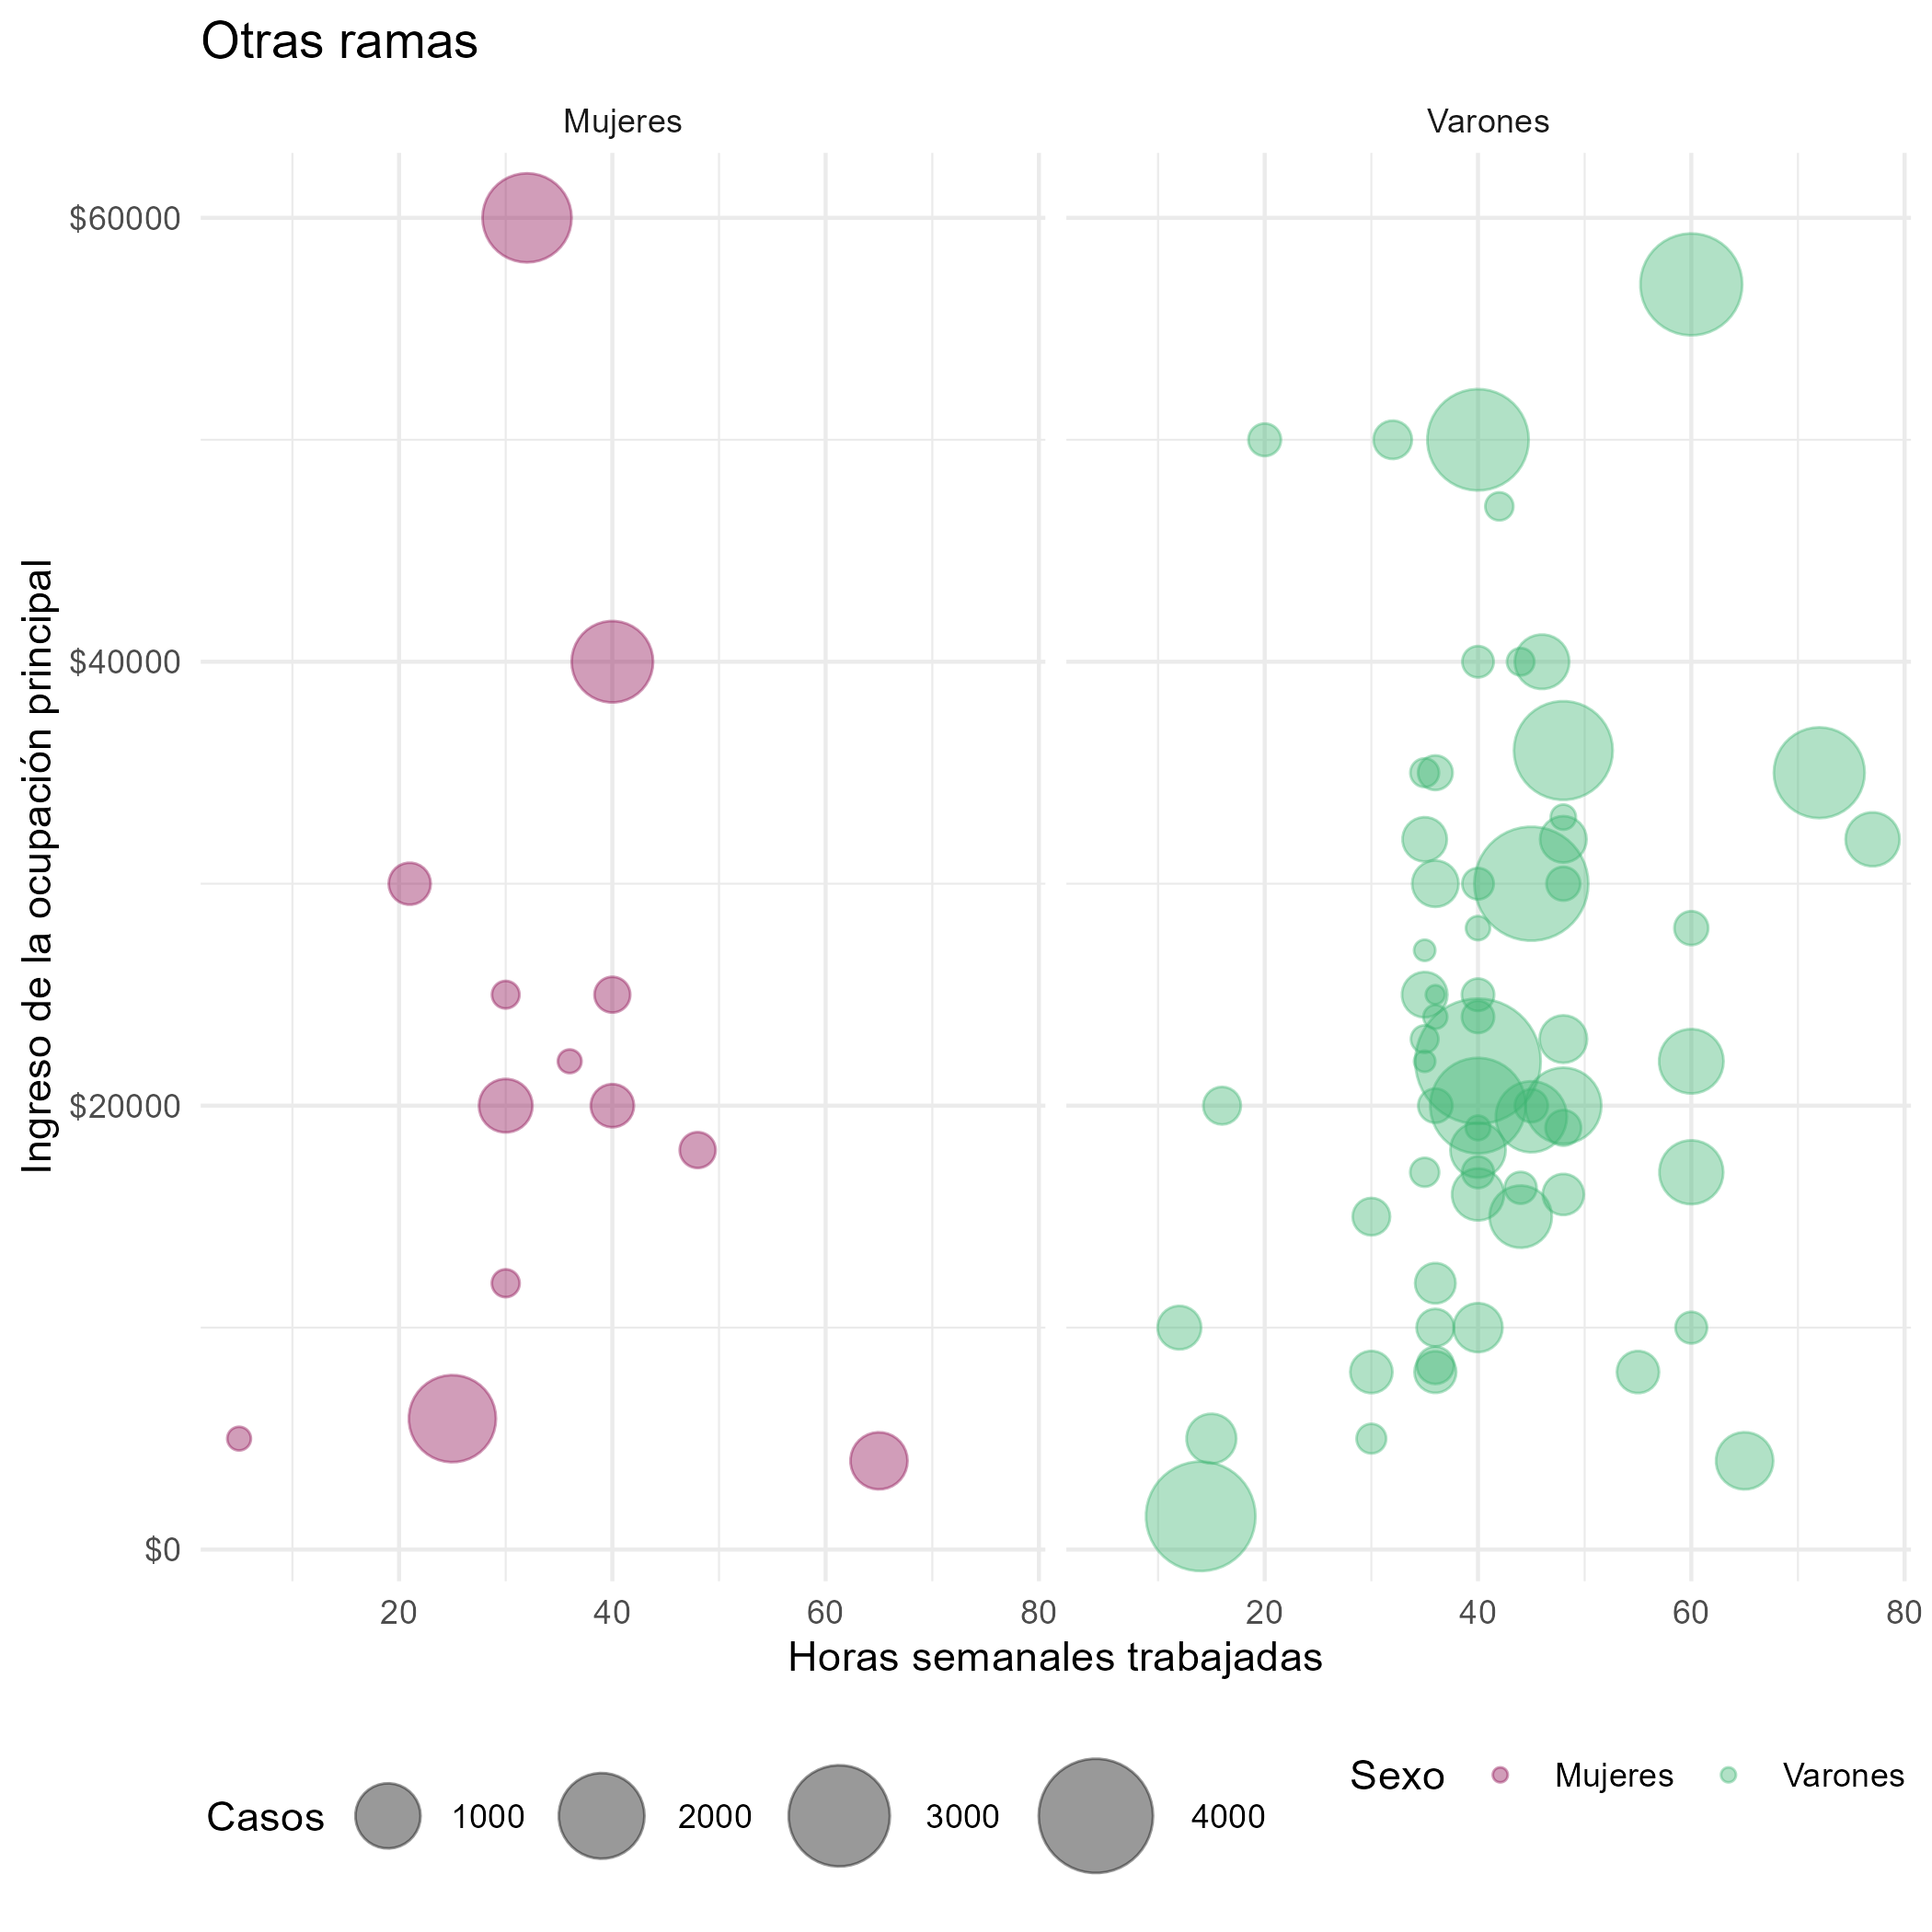 Otras ramas
Mujeres
Varones
Ingreso de la ocupación principal
$60000
$40000
$20000
$0
20 40 60 80
20 40 60 80
Horas semanales trabajadas
Casos 1000 2000 3000 4000
Sexo Mujeres Varones